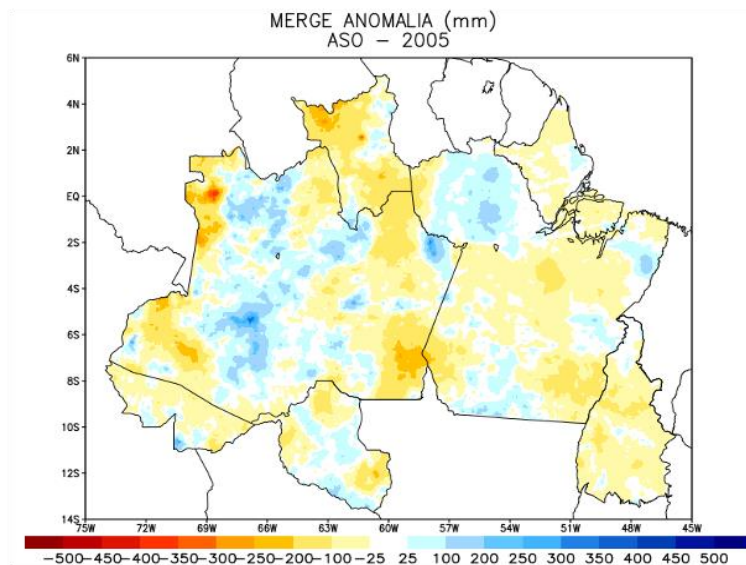 MERGE ANOMALIA (mm)
ASO – 2005
6N
4N
2N
EQ
2S
4S
6S
8S
10S
12S
14S
75W 72W 69W 66W 63W 60W 57W 54W 51W 48W 45W
-500 -450 -400 -350 -300 -200 -100 -25 25 100 200 300 350 400 450 500